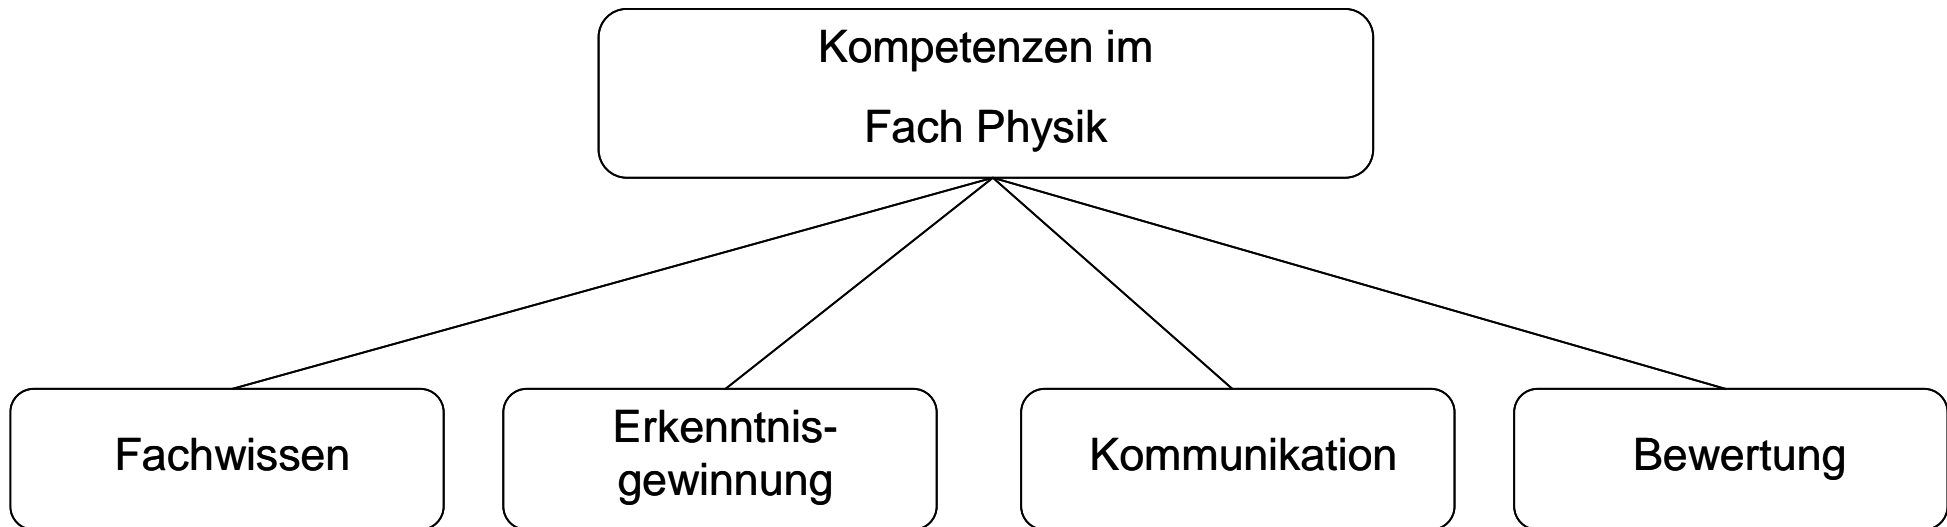 Kompetenzen im
Fach Physik
Fachwissen
Erkenntnis-
gewinnung
Kommunikation
Bewertung